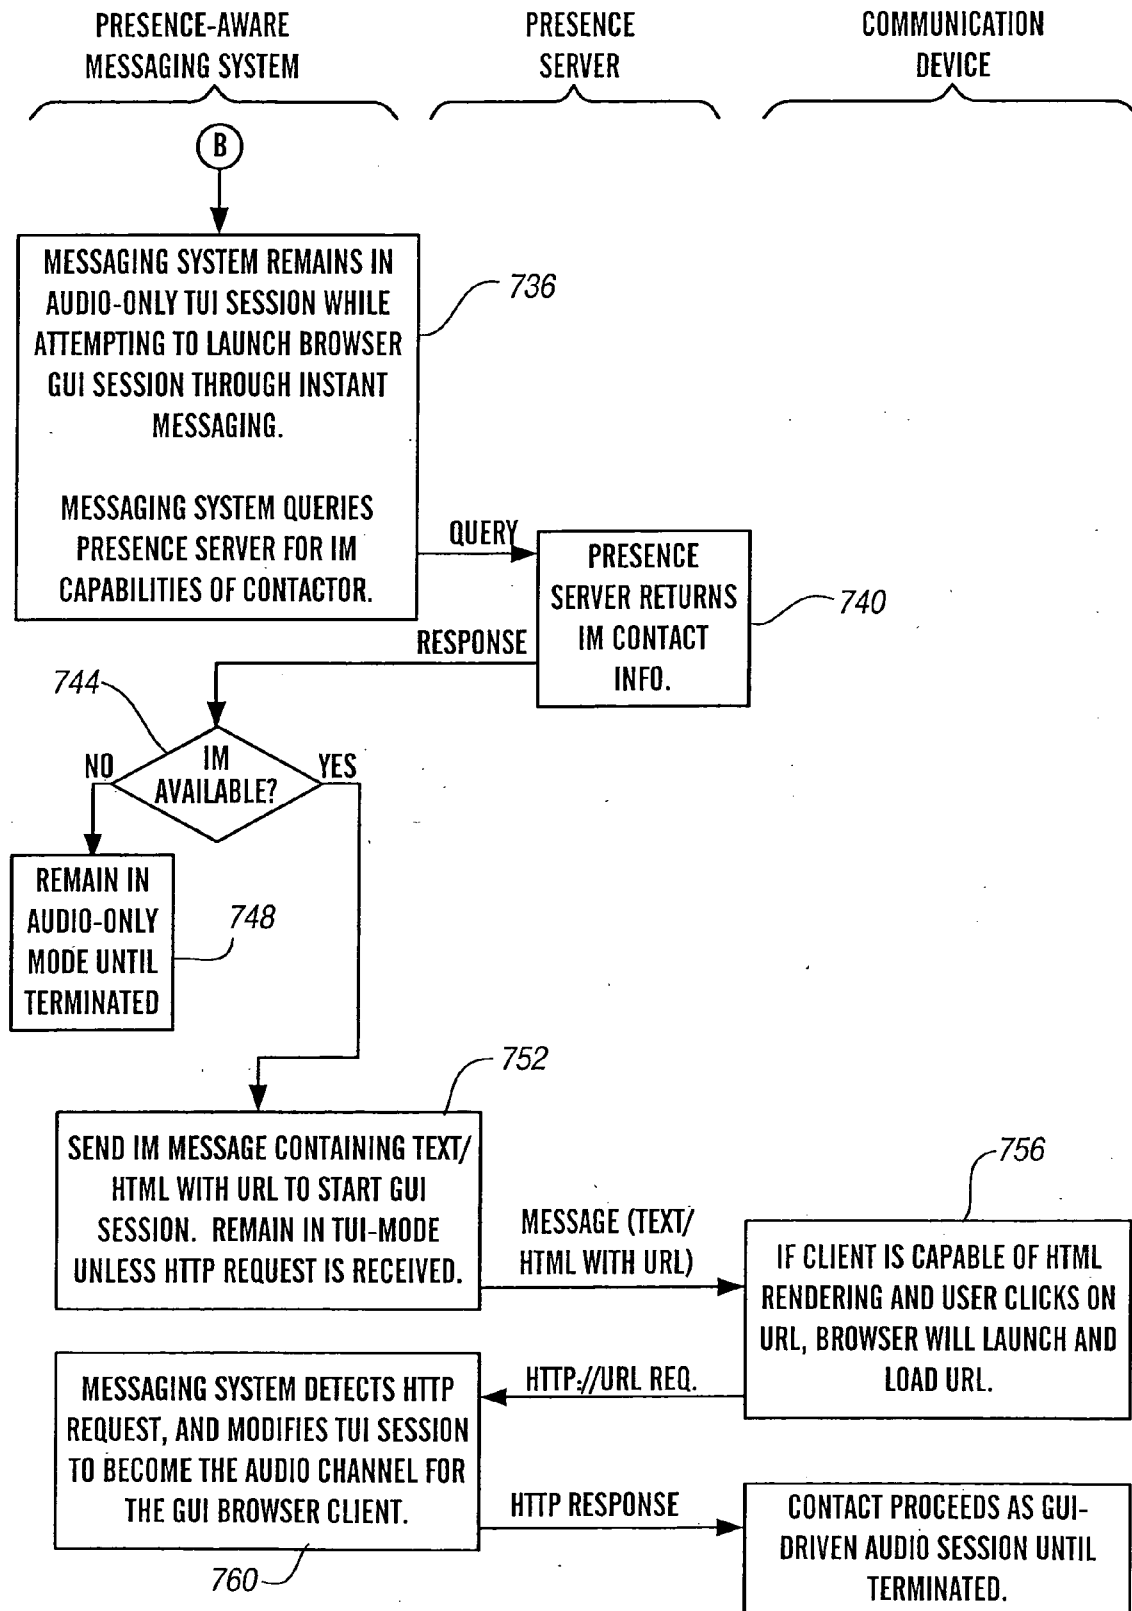 PRESENCE-AWARE
MESSAGING SYSTEM
PRESENCE
SERVER
COMMUNICATION
DEVICE
B
MESSAGING SYSTEM REMAINS IN
AUDIO-ONLY TUI SESSION WHILE
ATTEMPTING TO LAUNCH BROWSER
GUI SESSION THROUGH INSTANT
MESSAGING.
MESSAGING SYSTEM QUERIES
PRESENCE SERVER FOR IM
CAPABILITIES OF CONTACTOR.
736
QUERY
PRESENCE
SERVER RETURNS
IM CONTACT
INFO.
740
RESPONSE
744
IM
AVAILABLE?
NO
YES
REMAIN IN
AUDIO-ONLY
MODE UNTIL
TERMINATED
748
752
SEND IM MESSAGE CONTAINING TEXT/
HTML WITH URL TO START GUI
SESSION. REMAIN IN TUI-MODE
UNLESS HTTP REQUEST IS RECEIVED.
MESSAGE (TEXT/
HTML WITH URL)
756
IF CLIENT IS CAPABLE OF HTML
RENDERING AND USER CLICKS ON
URL, BROWSER WILL LAUNCH AND
LOAD URL.
HTTP://URL REQ.
MESSAGING SYSTEM DETECTS HTTP
REQUEST, AND MODIFIES TUI SESSION
TO BECOME THE AUDIO CHANNEL FOR
THE GUI BROWSER CLIENT.
760
HTTP RESPONSE
CONTACT PROCEEDS AS GUI-
DRIVEN AUDIO SESSION UNTIL
TERMINATED.